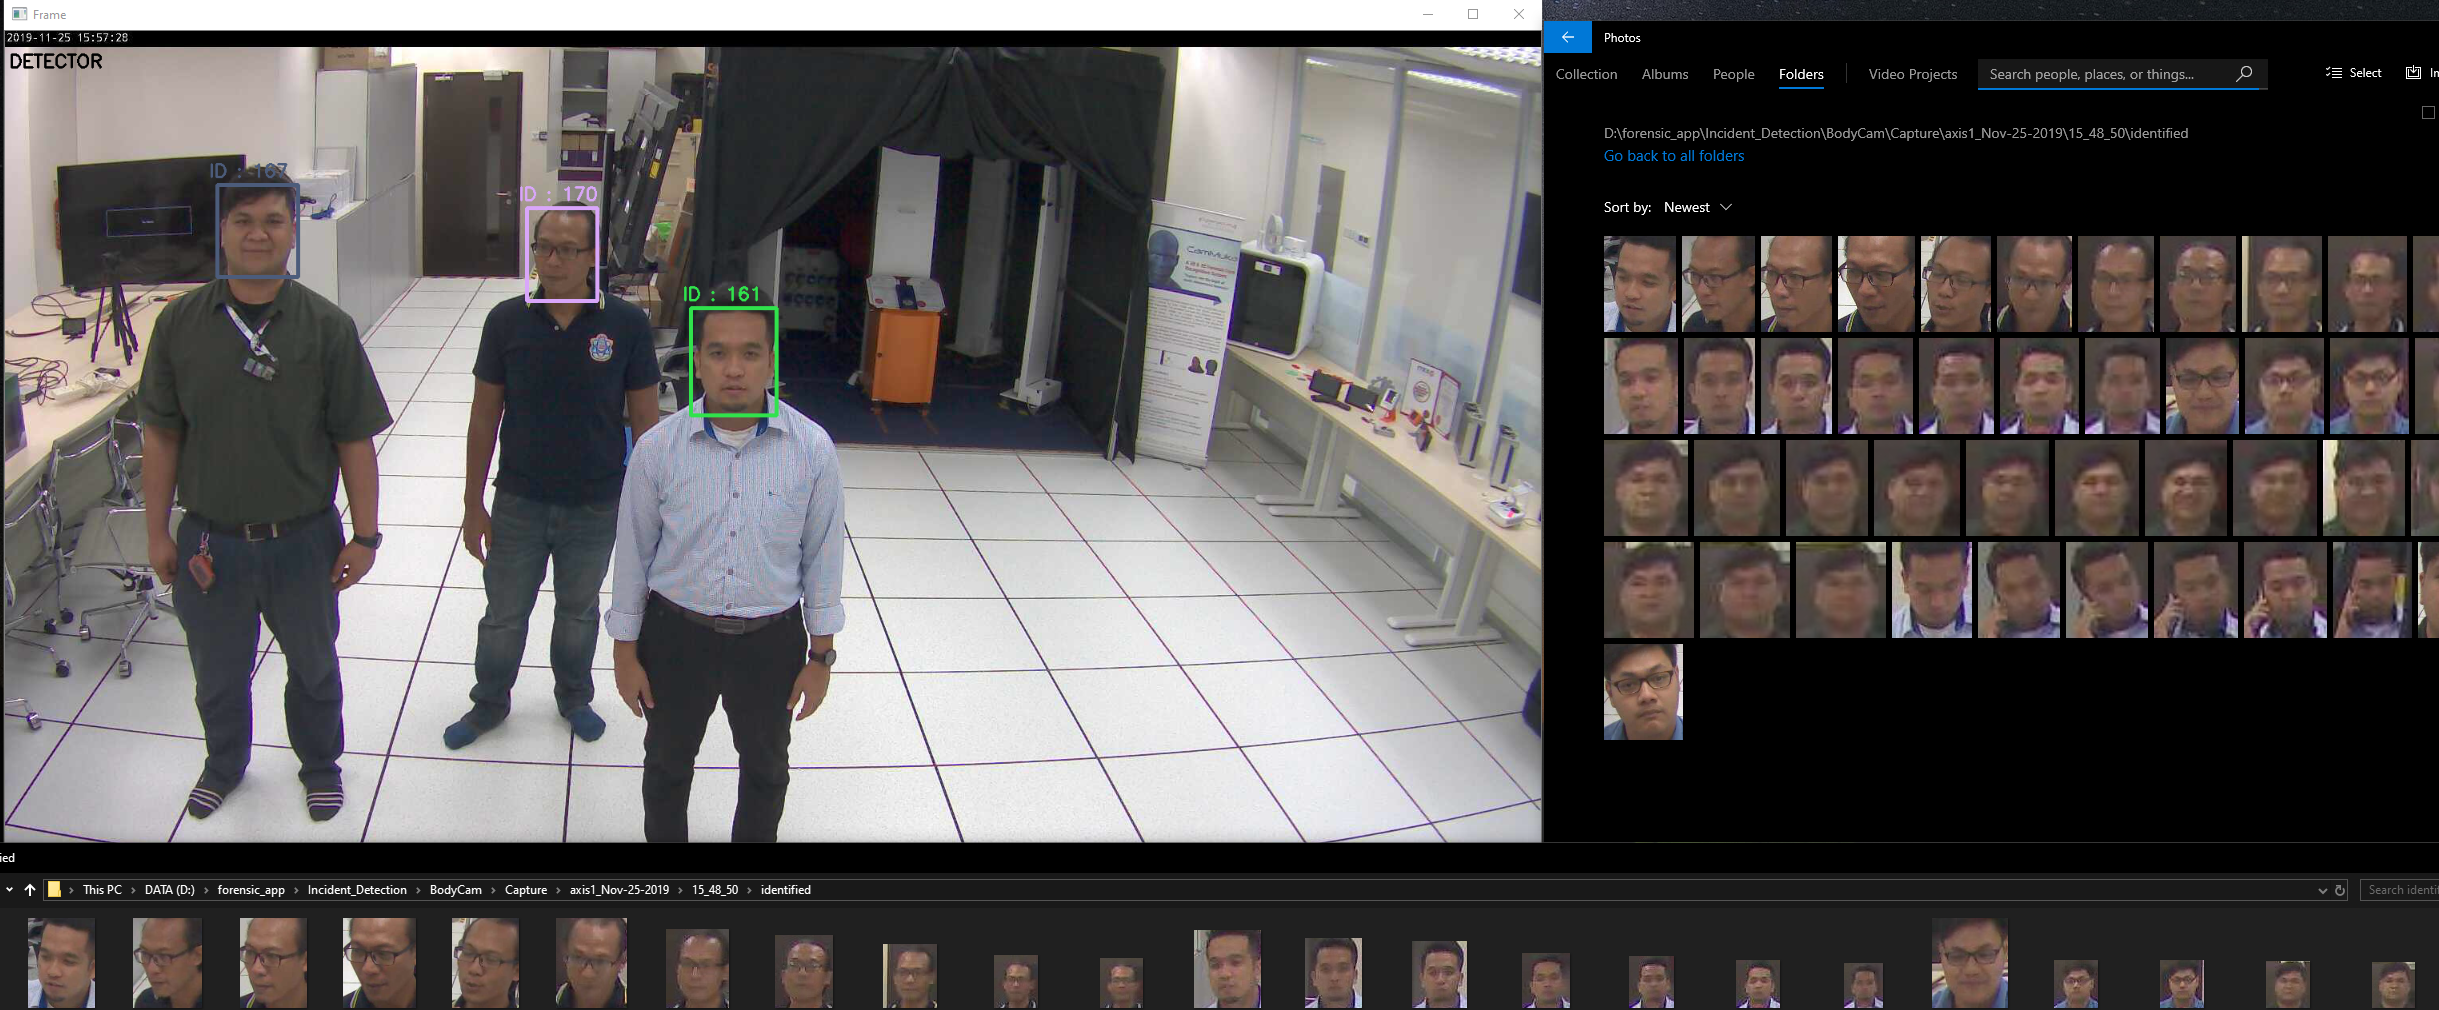 Frame
2019-11-25 15:57:28
DETECTOR
ID : 167
ID : 170
ID : 161
CamMuka
Photos
Collection
Albums
People
Folders
Video Projects
Search people, places, or things...
Select
D:\forensic_app\Incident_Detection\BodyCam\Capture\axis1_Nov-25-2019\15_48_50\identified
Go back to all folders
Sort by: Newest
ied
This PC > DATA (D:) > forensic_app > Incident_Detection > BodyCam > Capture > axis1_Nov-25-2019 > 15_48_50 > identified
Search identi